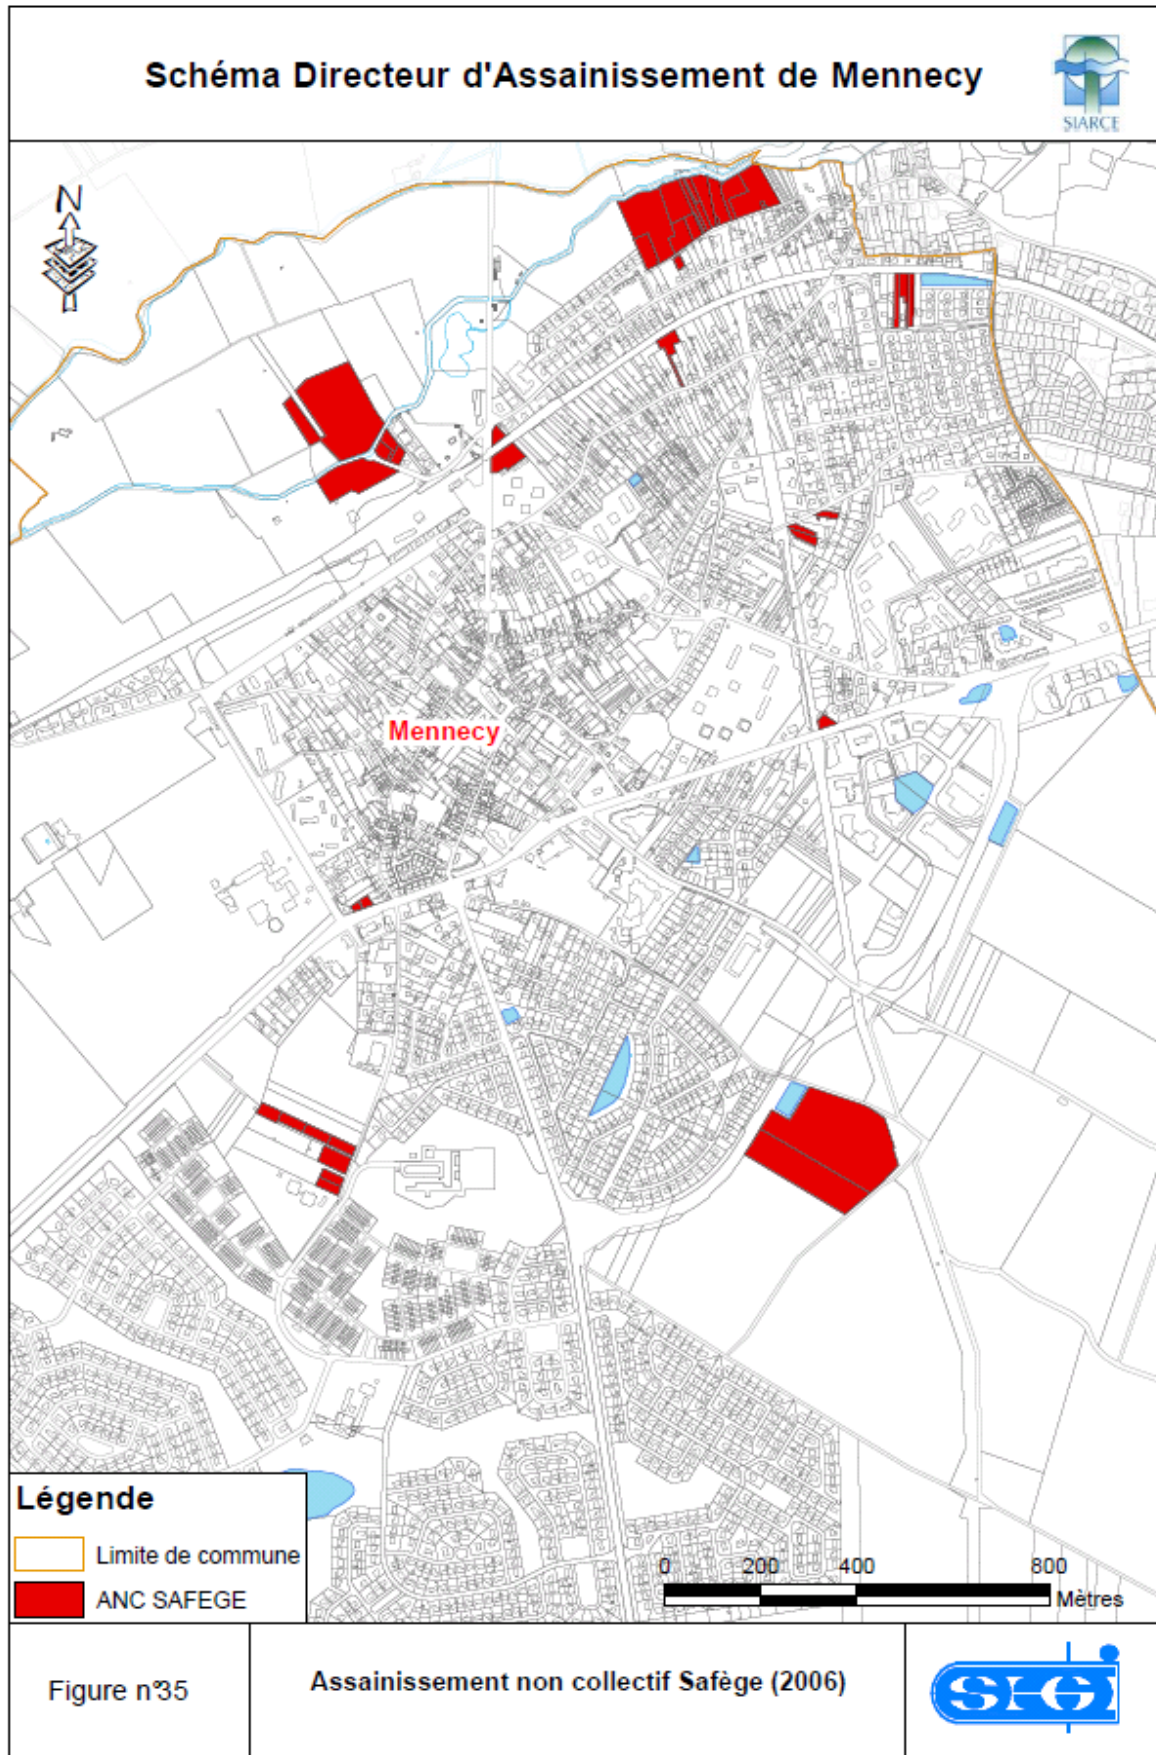 Schéma Directeur d'Assainissement de Mennecy
SIARCE
N
Mennecy
Légende
Limite de commune
ANC SAFEGE
0 200 400 800
Mètres
Figure n°35
Assainissement non collectif Safège (2006)
SEGI